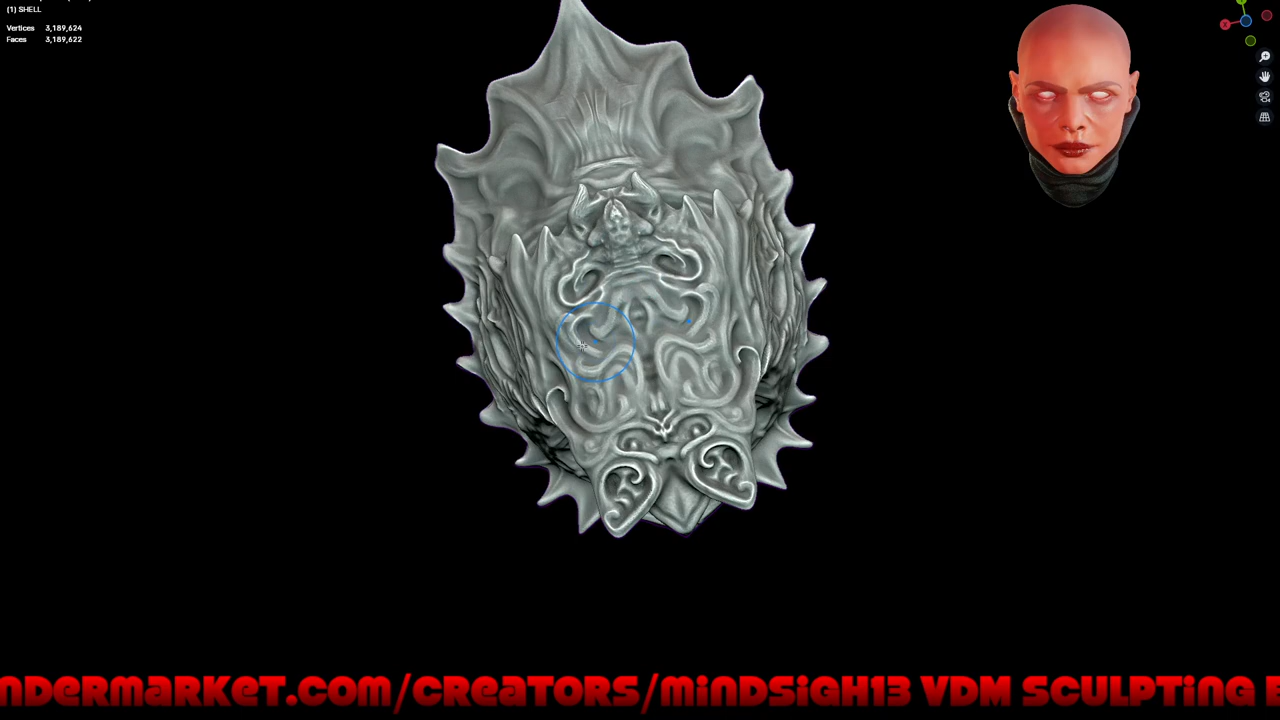 (1) SHELL
Vertices 3,189,624
Faces 3,189,622
X
Y
NDERMARKET.COM/CREATORS/MINDSIGH13 VDM SCULPTING